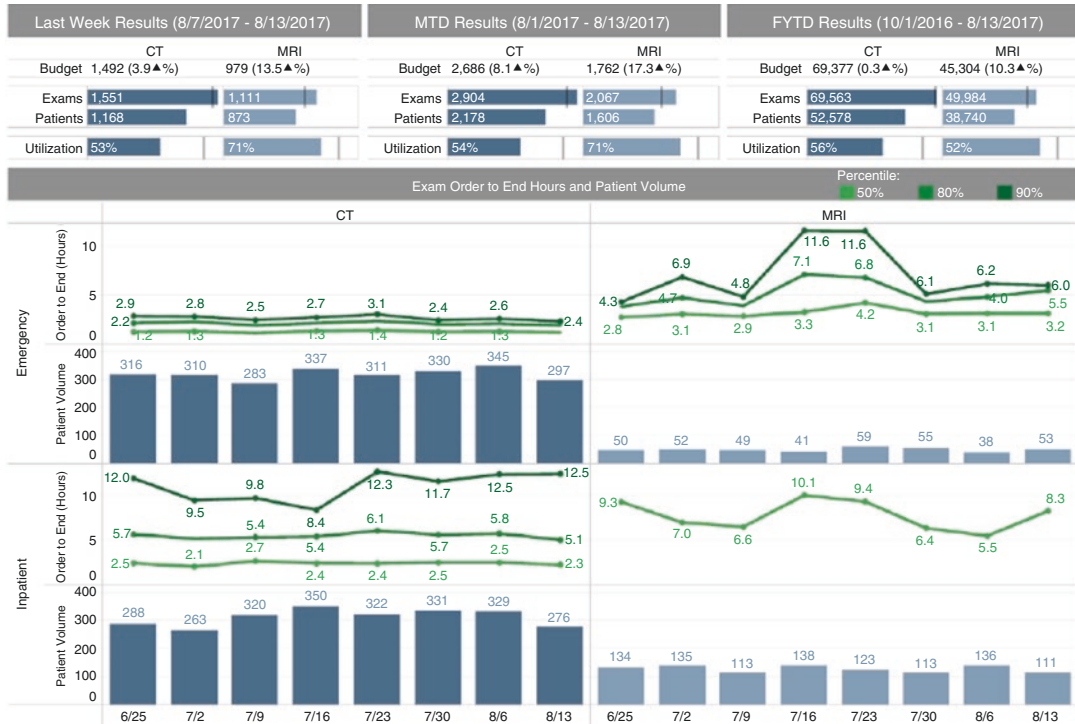 Last Week Results (8/7/2017 - 8/13/2017)
CT MRI
Budget 1,492 (3.9▲%) 979 (13.5▲%)
Exams 1,551 1,111
Patients 1,168 873
Utilization 53% 71%
MTD Results (8/1/2017 - 8/13/2017)
CT MRI
Budget 2,686 (8.1▲%) 1,762 (17.3▲%)
Exams 2,904 2,067
Patients 2,178 1,606
Utilization 54% 71%
FYTD Results (10/1/2016 - 8/13/2017)
CT MRI
Budget 69,377 (0.3▲%) 45,304 (10.3▲%)
Exams 69,563 49,984
Patients 52,578 38,740
Utilization 56% 52%
Exam Order to End Hours and Patient Volume
Percentile:
50% 80% 90%
CT MRI
Emergency
Order to End (Hours)
10
5
0
2.9 2.8 2.5 2.7 3.1 2.4 2.6 2.4
2.2
1.2 1.3 1.3 1.4 1.2 1.3
4.3 6.9 4.8 11.6 11.6 6.1 6.2 6.0
4.7 7.1 6.8 4.0 5.5
2.8 3.1 2.9 3.3 4.2 3.1 3.1 3.2
Patient Volume
400
300
200
100
0
316 310 283 337 311 330 345 297
50 52 49 41 59 55 38 53
Inpatient
Order to End (Hours)
10
5
0
12.0 9.5 9.8 8.4 12.3 11.7 12.5 12.5
5.7 5.4 5.4 6.1 5.7 5.8 5.1
2.5 2.1 2.7 2.4 2.4 2.5 2.5 2.3
9.3 7.0 6.6 10.1 9.4 6.4 5.5 8.3
Patient Volume
400
300
200
100
0
288 263 320 350 322 331 329 276
134 135 113 138 123 113 136 111
6/25 7/2 7/9 7/16 7/23 7/30 8/6 8/13
6/25 7/2 7/9 7/16 7/23 7/30 8/6 8/13